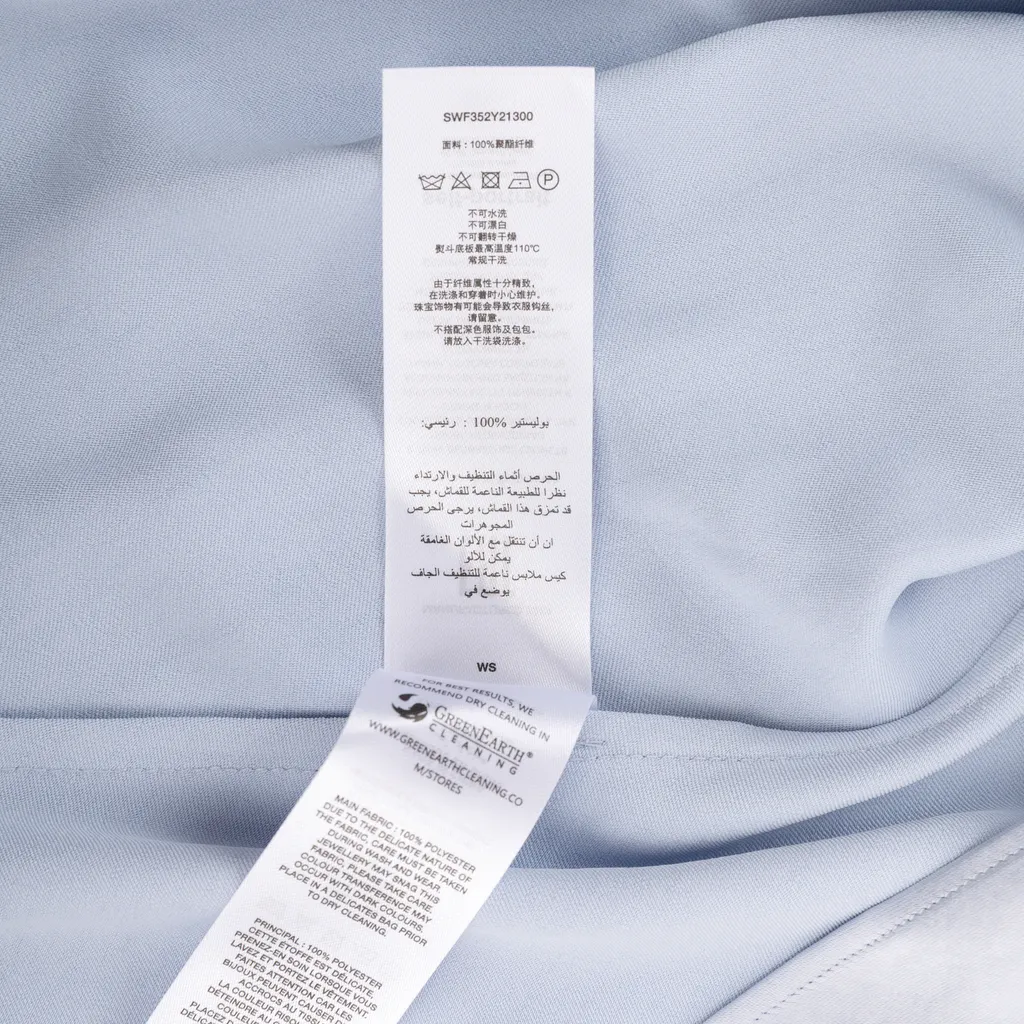 SWF352Y21300
面料：100%聚酯纤维
P
不可水洗
不可漂白
不可翻转干燥
熨斗底板最高温度110℃
常规干洗
由于纤维属性十分精致，
在洗涤和穿着时小心维护。
珠宝饰物有可能会导致衣服钩丝，
请留意。
不搭配深色服饰及包包。
请放入干洗袋洗涤。
بوليستير %100 : رئيسي:
الحرص أثماء التنظيف والارتداء
نظرا للطبيعة الناعمة للقماش، يجب
قد تمزق هذا القماش، يرجى الحرص
المجوهرات
ان أن تنتقل مع الألوان الغامقة
يمكن للألو
كيس ملابس ناعمة للتنظيف الجاف
يوضع في
WS
FOR BEST RESULTS, WE
RECOMMEND DRY CLEANING IN
GREENEARTH®
CLEANING
WWW.GREENEARTHCLEANING.CO
M/STORES
MAIN FABRIC : 100% POLYESTER
DUE TO THE DELICATE NATURE OF
THE FABRIC, CARE MUST BE TAKEN
DURING WASH AND WEAR.
JEWELLERY MAY SNAG THIS
FABRIC, PLEASE TAKE CARE.
COLOUR TRANSFERENCE MAY
OCCUR WITH DARK COLOURS.
PLACE IN A DELICATES BAG PRIOR
TO DRY CLEANING.
PRINCIPAL : 100% POLYESTER
CETTE ÉTOFFE EST DÉLICATE.
PRENEZ-EN SOIN LORSQUE VOUS
LAVEZ ET PORTEZ LE VÊTEMENT.
FAITES ATTENTION CAR LES
BIJOUX PEUVENT CAUSER DES
ACCROCS AU TISSU
LA COULEUR RISQ
DÉTEINDRE AU
COULEU
PLACEZ D
DÉLIC